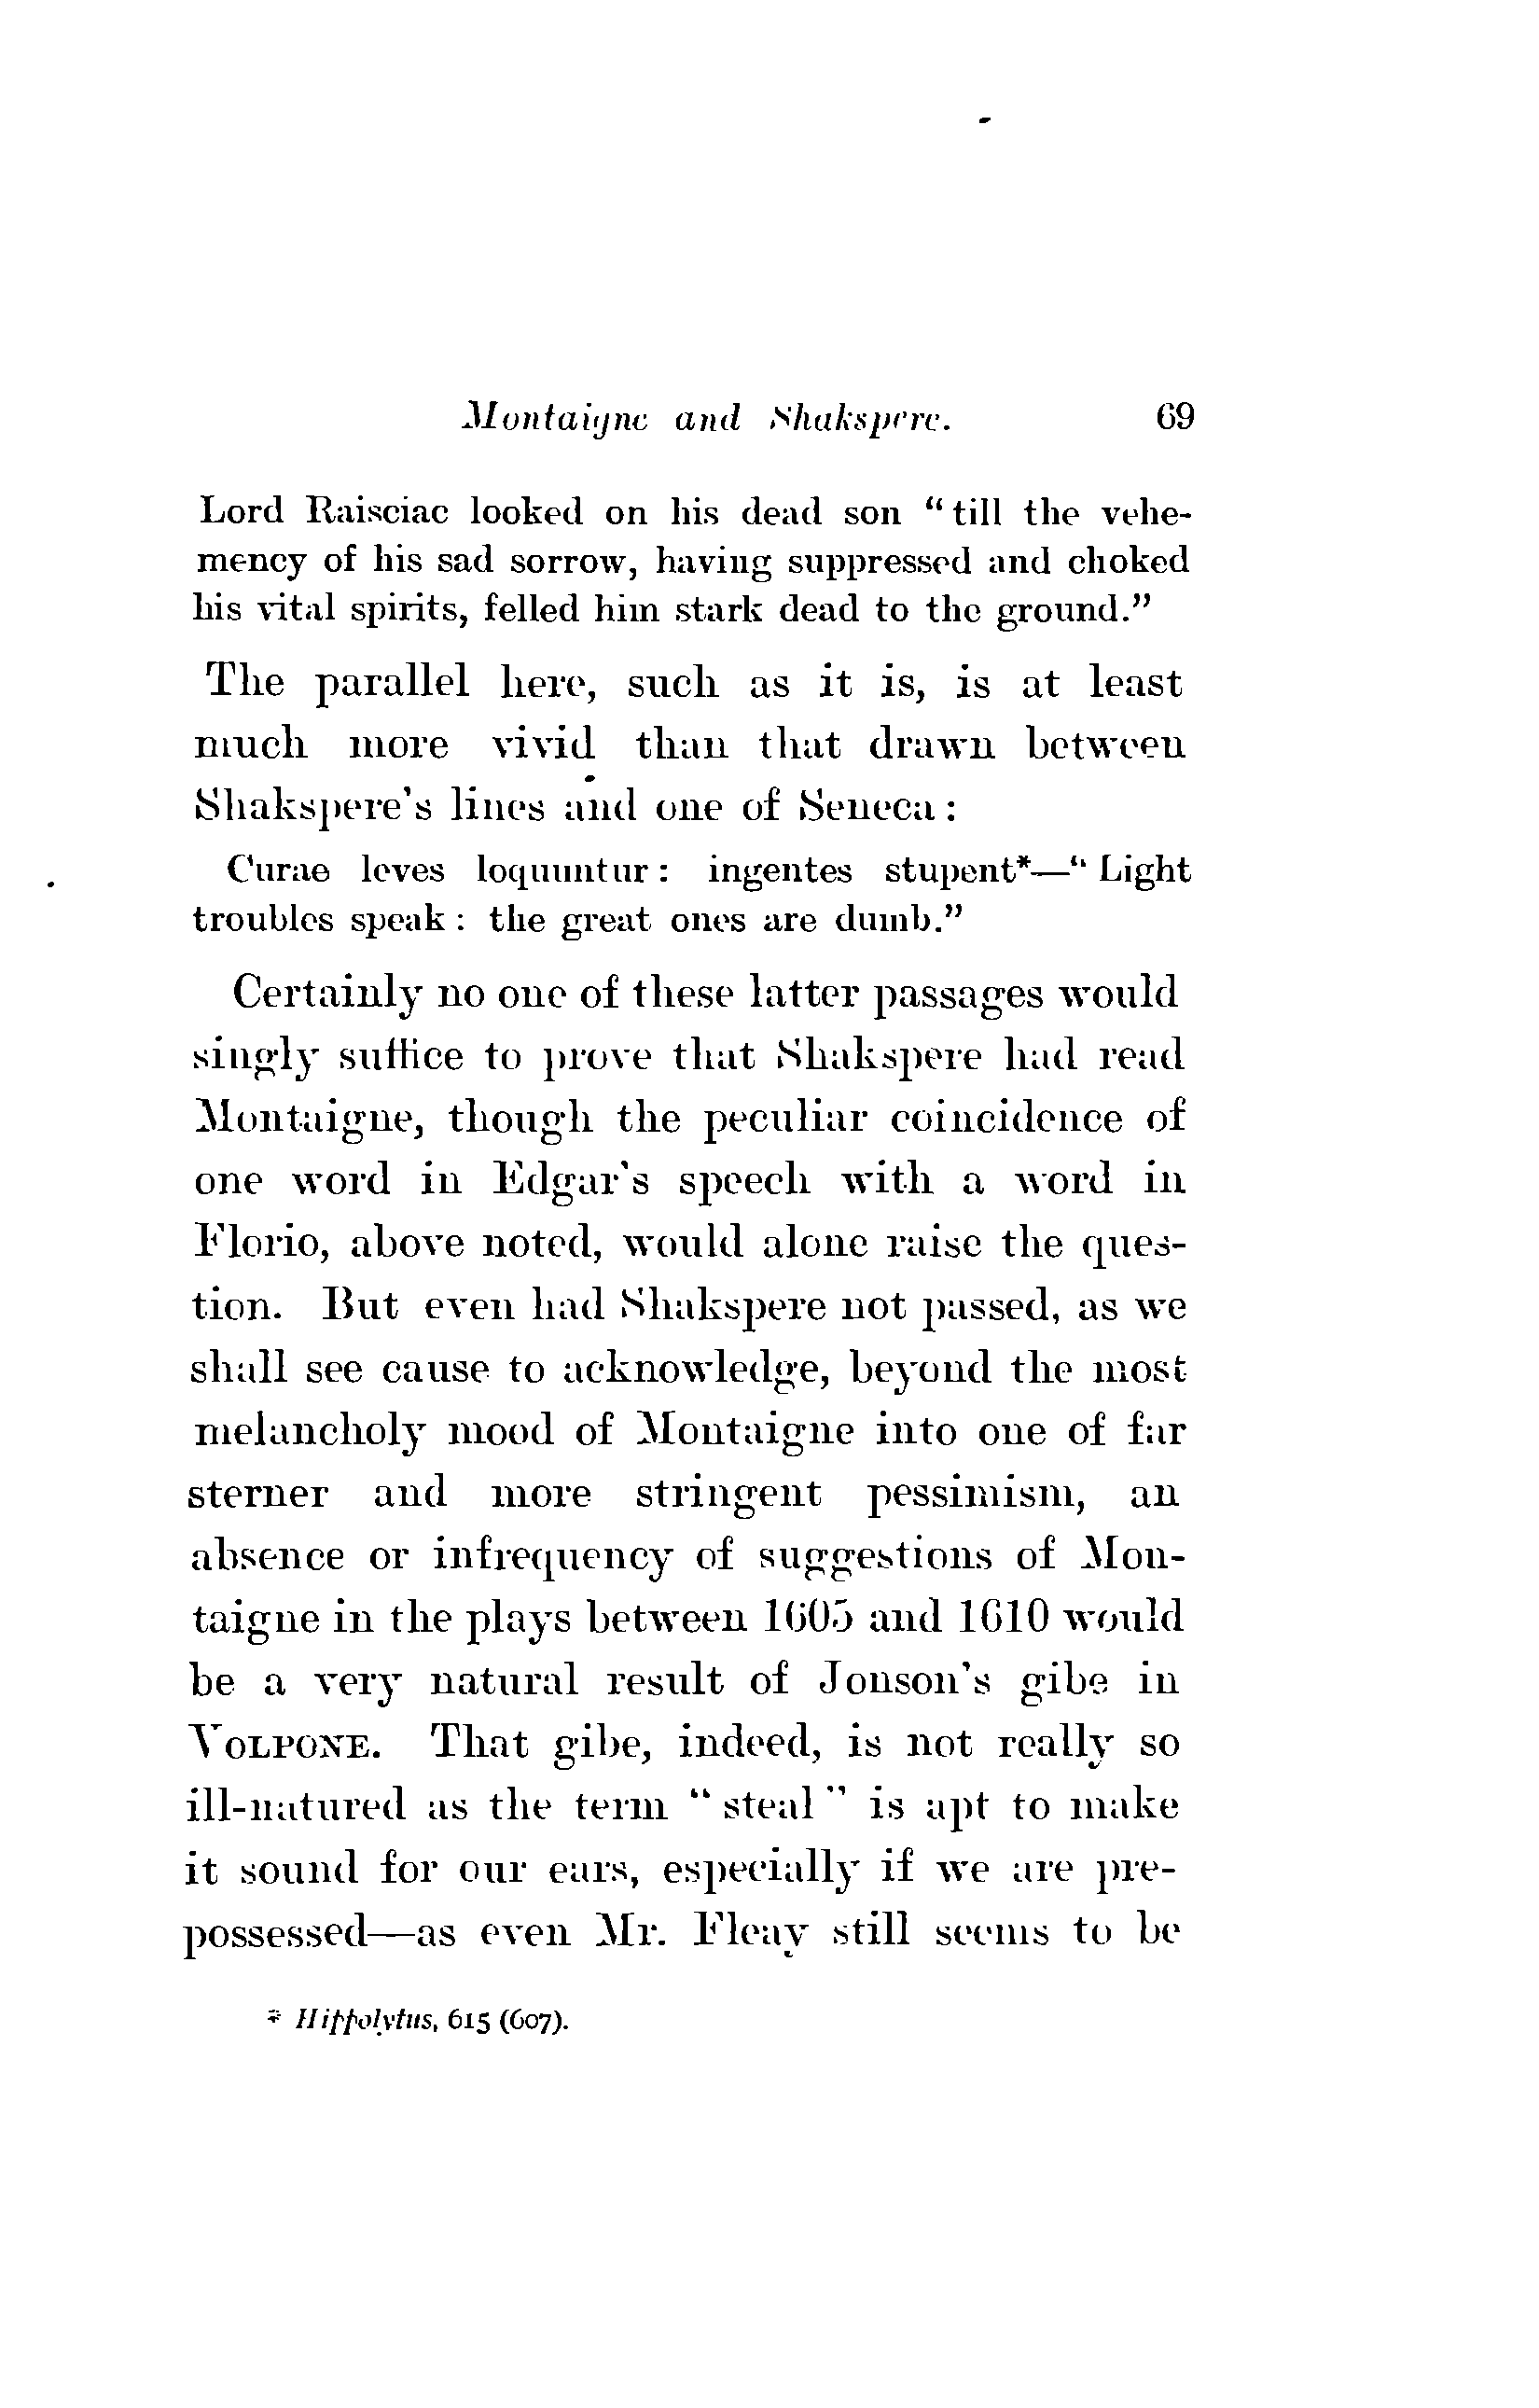 Montaigne and Shakspere. 69
Lord Raisciac looked on his dead son “till the vehe-
mency of his sad sorrow, having suppressed and choked
his vital spirits, felled him stark dead to the ground.”
The parallel here, such as it is, is at least
much more vivid than that drawn between
Shakspere’s lines and one of Seneca :
Curae leves loquuntur : ingentes stupent*—“ Light
troubles speak : the great ones are dumb.”
Certainly no one of these latter passages would
singly suffice to prove that Shakspere had read
Montaigne, though the peculiar coincidence of
one word in Edgar’s speech with a word in
Florio, above noted, would alone raise the ques-
tion. But even had Shakspere not passed, as we
shall see cause to acknowledge, beyond the most
melancholy mood of Montaigne into one of far
sterner and more stringent pessimism, an
absence or infrequency of suggestions of Mon-
taigne in the plays between 1605 and 1610 would
be a very natural result of Jonson’s gibe in
VOLPONE. That gibe, indeed, is not really so
ill-natured as the term “ steal ” is apt to make
it sound for our ears, especially if we are pre-
possessed—as even Mr. Fleay still seems to be
* Hippolytus, 615 (607).